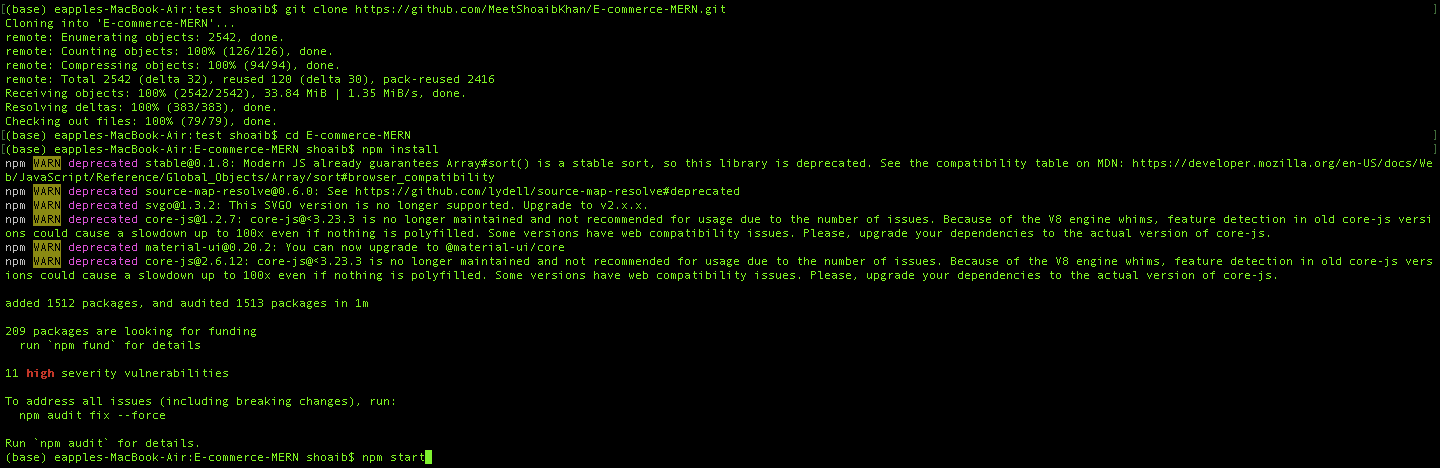 [(base) eapples-MacBook-Air:test shoaib$ git clone https://github.com/MeetShoaibKhan/E-commerce-MERN.git ]
Cloning into 'E-commerce-MERN'...
remote: Enumerating objects: 2542, done.
remote: Counting objects: 100% (126/126), done.
remote: Compressing objects: 100% (94/94), done.
remote: Total 2542 (delta 32), reused 120 (delta 30), pack-reused 2416
Receiving objects: 100% (2542/2542), 33.84 MiB | 1.35 MiB/s, done.
Resolving deltas: 100% (383/383), done.
Checking out files: 100% (79/79), done.
[(base) eapples-MacBook-Air:test shoaib$ cd E-commerce-MERN ]
[(base) eapples-MacBook-Air:E-commerce-MERN shoaib$ npm install ]
npm WARN deprecated stable@0.1.8: Modern JS already guarantees Array#sort() is a stable sort, so this library is deprecated. See the compatibility table on MDN: https://developer.mozilla.org/en-US/docs/We
b/JavaScript/Reference/Global_Objects/Array/sort#browser_compatibility
npm WARN deprecated source-map-resolve@0.6.0: See https://github.com/lydell/source-map-resolve#deprecated
npm WARN deprecated svgo@1.3.2: This SVGO version is no longer supported. Upgrade to v2.x.x.
npm WARN deprecated core-js@1.2.7: core-js@<3.23.3 is no longer maintained and not recommended for usage due to the number of issues. Because of the V8 engine whims, feature detection in old core-js versi
ons could cause a slowdown up to 100x even if nothing is polyfilled. Some versions have web compatibility issues. Please, upgrade your dependencies to the actual version of core-js.
npm WARN deprecated material-ui@0.20.2: You can now upgrade to @material-ui/core
npm WARN deprecated core-js@2.6.12: core-js@<3.23.3 is no longer maintained and not recommended for usage due to the number of issues. Because of the V8 engine whims, feature detection in old core-js vers
ions could cause a slowdown up to 100x even if nothing is polyfilled. Some versions have web compatibility issues. Please, upgrade your dependencies to the actual version of core-js.
added 1512 packages, and audited 1513 packages in 1m
209 packages are looking for funding
run `npm fund` for details
11 high severity vulnerabilities
To address all issues (including breaking changes), run:
npm audit fix --force
Run `npm audit` for details.
(base) eapples-MacBook-Air:E-commerce-MERN shoaib$ npm start